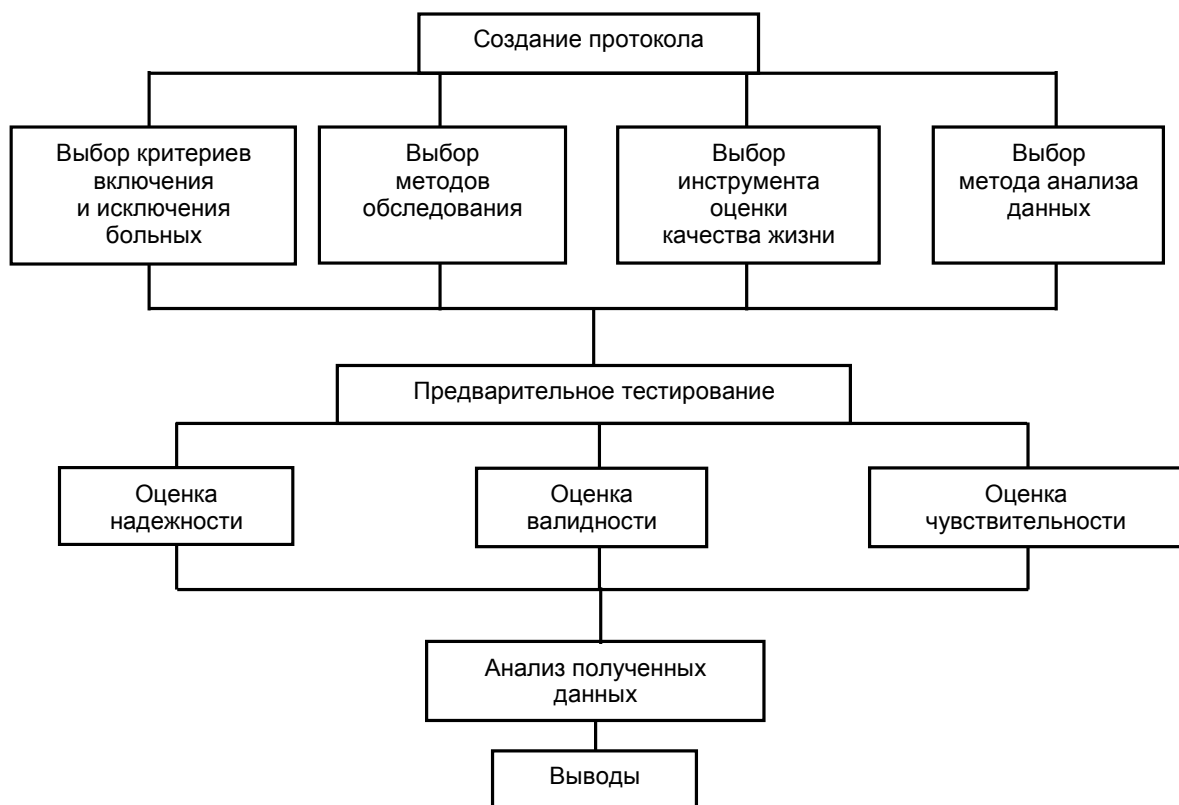 Создание протокола
Выбор критериев
включения
и исключения
больных
Выбор
методов
обследования
Выбор
инструмента
оценки
качества жизни
Выбор
метода анализа
данных
Предварительное тестирование
Оценка
надежности
Оценка
валидности
Оценка
чувствительности
Анализ полученных
данных
Выводы